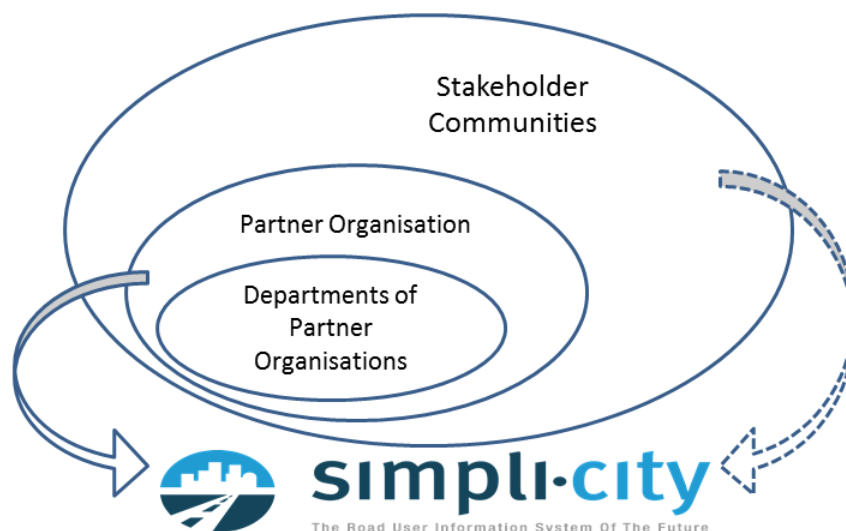 Stakeholder
Communities
Partner Organisation
Departments of
Partner
Organisations
simpli·city
The Road User Information System Of The Future